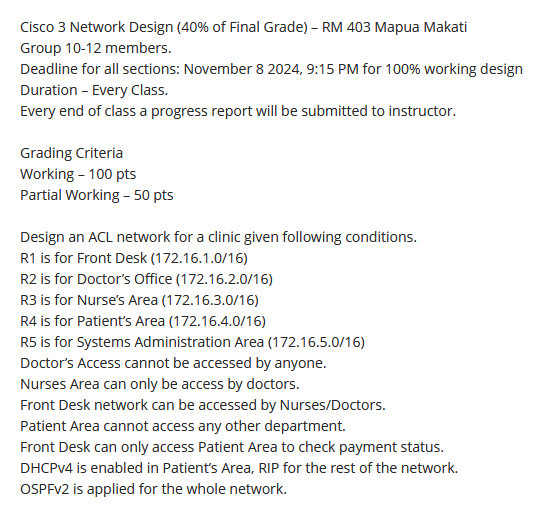 Cisco 3 Network Design (40% of Final Grade) – RM 403 Mapua Makati
Group 10-12 members.
Deadline for all sections: November 8 2024, 9:15 PM for 100% working design
Duration – Every Class.
Every end of class a progress report will be submitted to instructor.
Grading Criteria
Working – 100 pts
Partial Working – 50 pts
Design an ACL network for a clinic given following conditions.
R1 is for Front Desk (172.16.1.0/16)
R2 is for Doctor’s Office (172.16.2.0/16)
R3 is for Nurse’s Area (172.16.3.0/16)
R4 is for Patient’s Area (172.16.4.0/16)
R5 is for Systems Administration Area (172.16.5.0/16)
Doctor’s Access cannot be accessed by anyone.
Nurses Area can only be access by doctors.
Front Desk network can be accessed by Nurses/Doctors.
Patient Area cannot access any other department.
Front Desk can only access Patient Area to check payment status.
DHCPv4 is enabled in Patient’s Area, RIP for the rest of the network.
OSPFv2 is applied for the whole network.